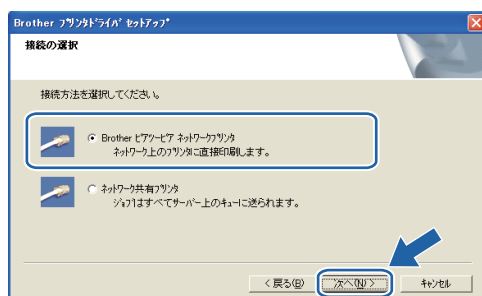 Brother ﾌﾟﾘﾝﾀﾄﾞﾗｲﾊﾞ ｾｯﾄｱｯﾌﾟ
接続の選択
接続方法を選択してください。
Brother ﾋﾟｱﾂｰﾋﾟｱ ﾈｯﾄﾜｰｸﾌﾟﾘﾝﾀ
ﾈｯﾄﾜｰｸ上のﾌﾟﾘﾝﾀに直接印刷します。
ﾈｯﾄﾜｰｸ共有ﾌﾟﾘﾝﾀ
ｼﾞｮﾌﾞはすべてｻｰﾊﾞｰ上のｷｭｰに送られます。
< 戻る(B) 次へ(N) > ｷｬﾝｾﾙ